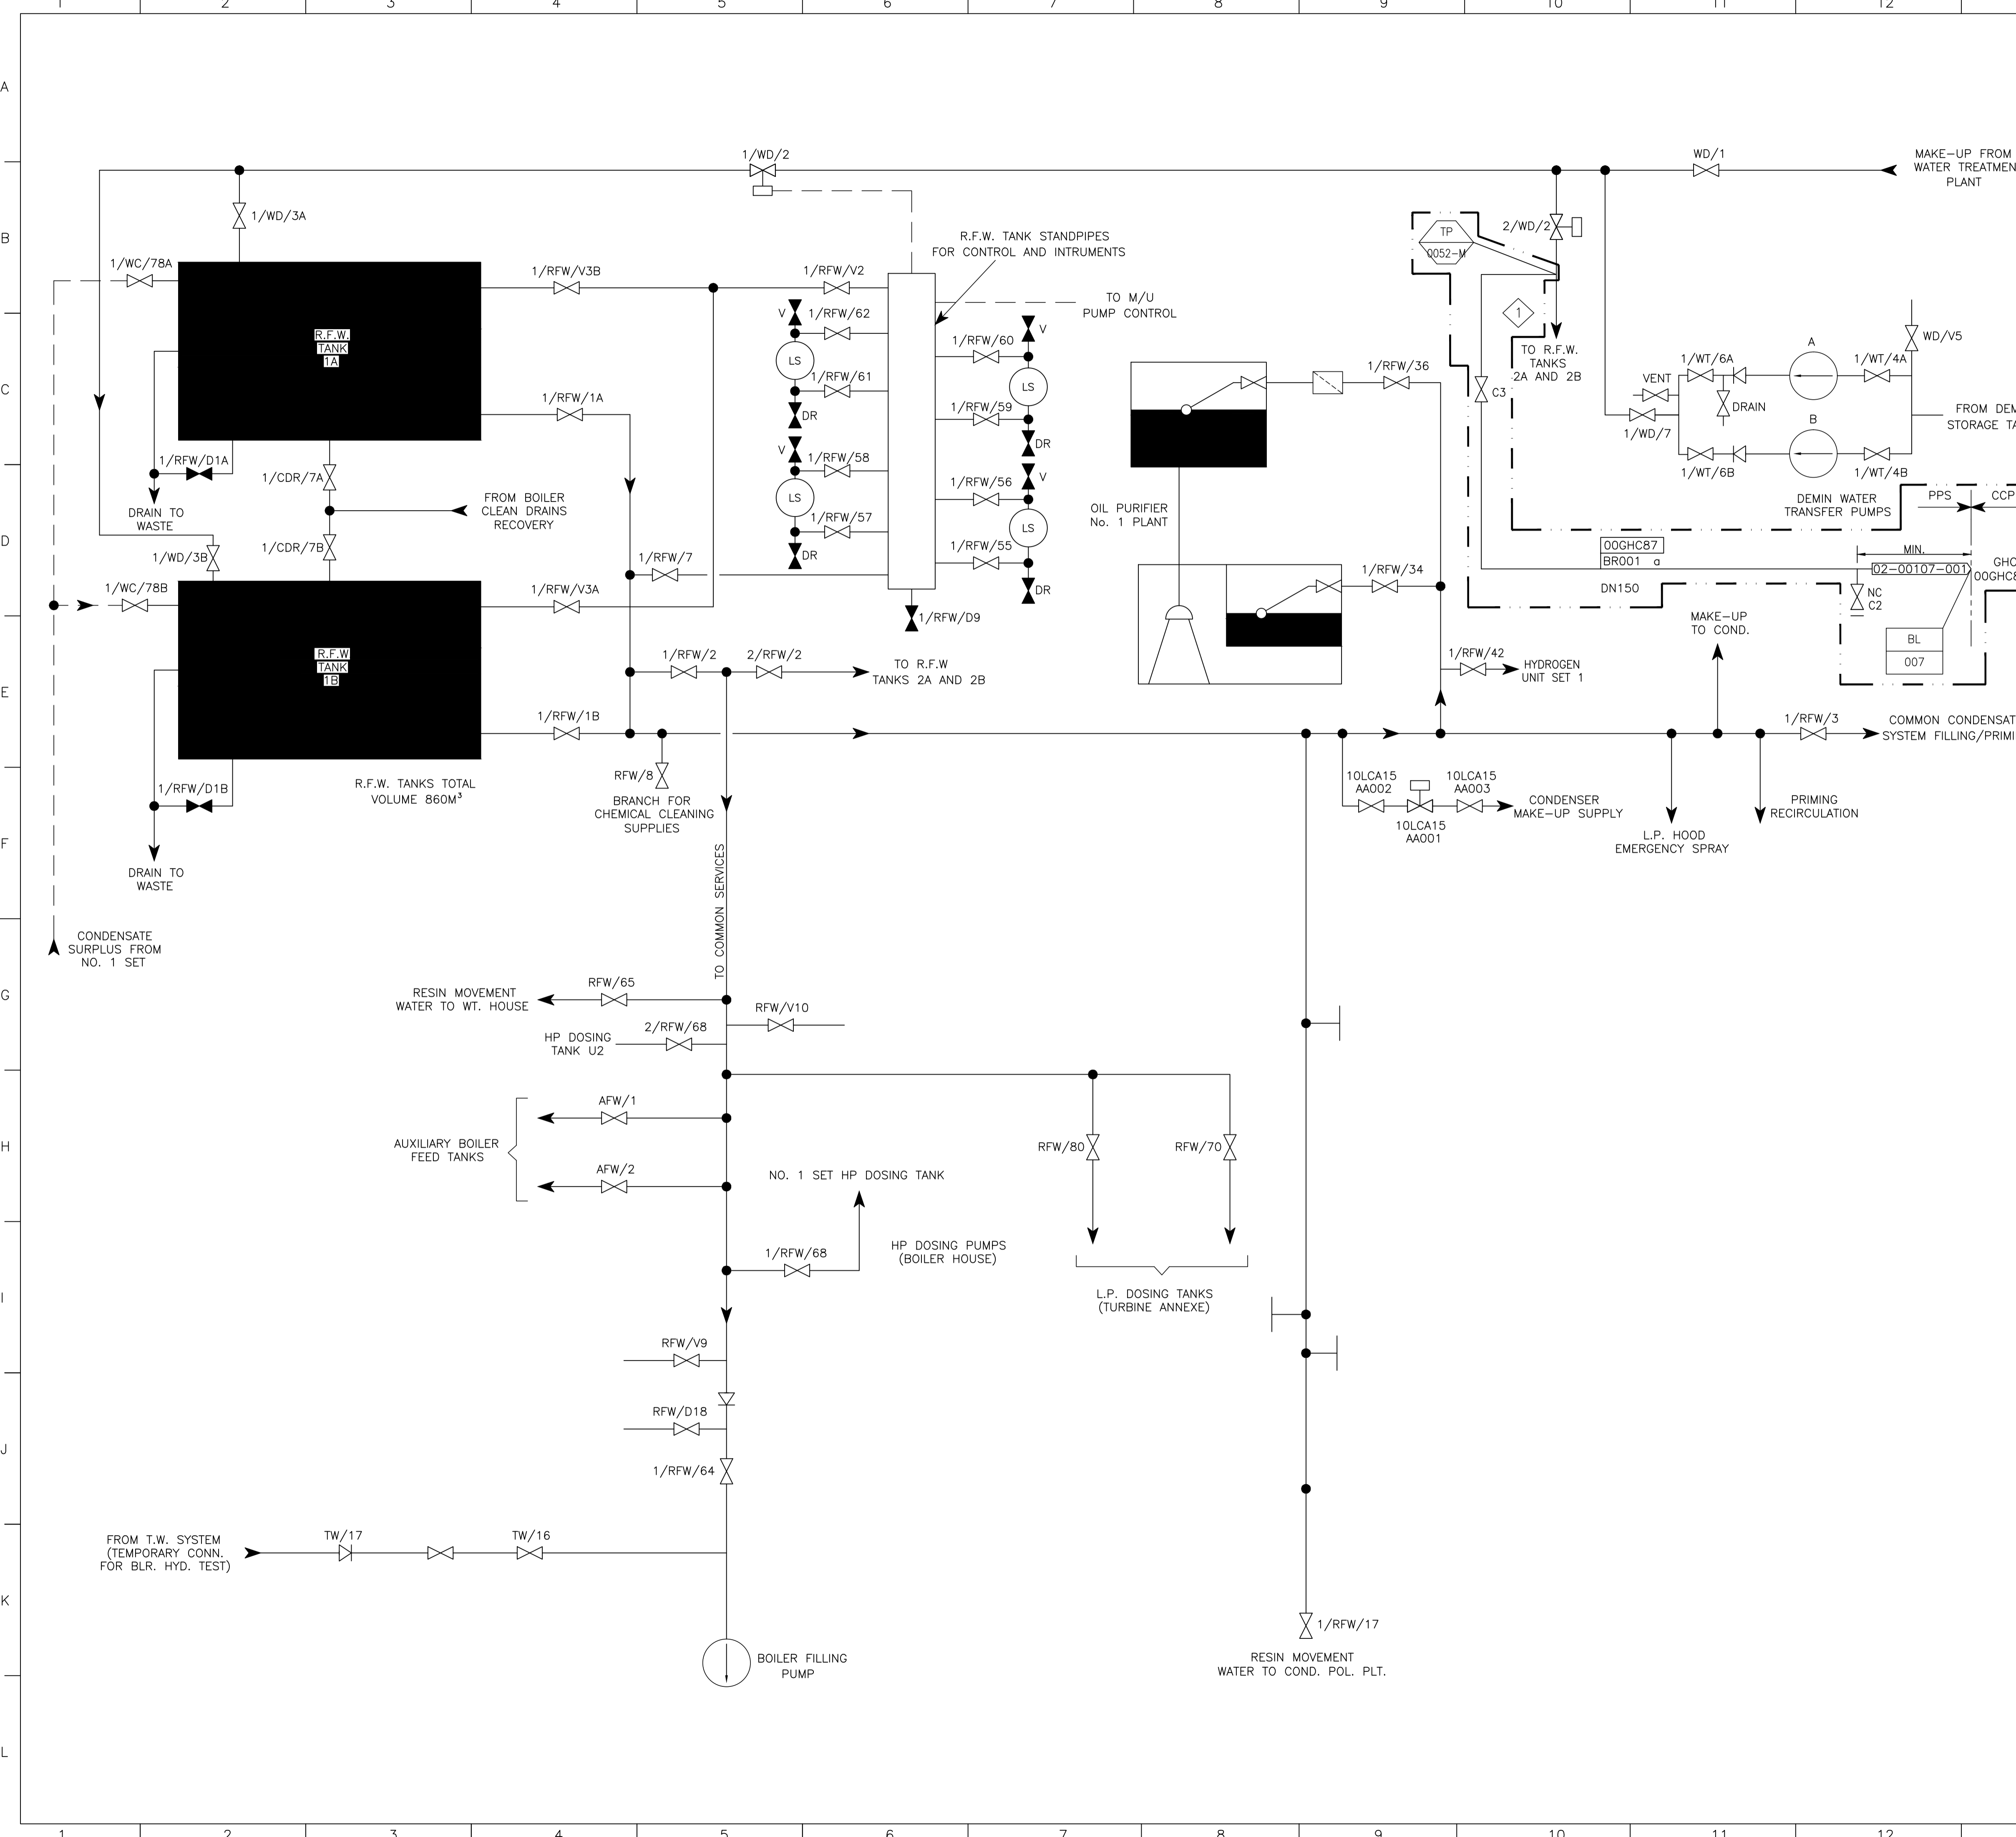 1 2 3 4 5 6 7 8 9 10 11 12
A
B
C
D
E
F
G
H
I
J
K
L
1/WD/2
WD/1
MAKE-UP FROM
WATER TREATMEN
PLANT
1/WD/3A
1/WC/78A
R.F.W.
TANK
1A
1/RFW/V3B
1/RFW/V2
R.F.W. TANK STANDPIPES
FOR CONTROL AND INTRUMENTS
TO M/U
PUMP CONTROL
V
1/RFW/62
LS
1/RFW/61
DR
V
1/RFW/58
LS
1/RFW/57
DR
V
1/RFW/60
LS
1/RFW/59
DR
V
1/RFW/56
LS
1/RFW/55
DR
1/RFW/D9
1/RFW/1A
1/RFW/D1A
DRAIN TO
WASTE
1/CDR/7A
FROM BOILER
CLEAN DRAINS
RECOVERY
1/CDR/7B
1/WD/3B
1/WC/78B
R.F.W
TANK
1B
1/RFW/7
1/RFW/V3A
1/RFW/2
2/RFW/2
TO R.F.W
TANKS 2A AND 2B
1/RFW/1B
1/RFW/D1B
DRAIN TO
WASTE
R.F.W. TANKS TOTAL
VOLUME 860M³
RFW/8
BRANCH FOR
CHEMICAL CLEANING
SUPPLIES
CONDENSATE
SURPLUS FROM
NO. 1 SET
TP
0052-M
2/WD/2
1
TO R.F.W.
TANKS
2A AND 2B
C3
OIL PURIFIER
No. 1 PLANT
1/RFW/36
1/RFW/34
1/RFW/42
HYDROGEN
UNIT SET 1
WD/V5
1/WT/6A
A
1/WT/4A
VENT
DRAIN
1/WD/7
B
1/WT/6B
1/WT/4B
FROM DEM
STORAGE TA
DEMIN WATER
TRANSFER PUMPS
PPS
CCP
00GHC87
BR001 a
DN150
MIN.
02-00107-001
GHC
00GHC8
NC
C2
BL
007
MAKE-UP
TO COND.
1/RFW/3
COMMON CONDENSAT
SYSTEM FILLING/PRIMI
10LCA15
AA002
10LCA15
AA003
10LCA15
AA001
CONDENSER
MAKE-UP SUPPLY
L.P. HOOD
EMERGENCY SPRAY
PRIMING
RECIRCULATION
TO COMMON SERVICES
RFW/65
RESIN MOVEMENT
WATER TO WT. HOUSE
RFW/V10
2/RFW/68
HP DOSING
TANK U2
AFW/1
AUXILIARY BOILER
FEED TANKS
AFW/2
RFW/80
RFW/70
NO. 1 SET HP DOSING TANK
1/RFW/68
HP DOSING PUMPS
(BOILER HOUSE)
L.P. DOSING TANKS
(TURBINE ANNEXE)
RFW/V9
RFW/D18
1/RFW/64
FROM T.W. SYSTEM
(TEMPORARY CONN.
FOR BLR. HYD. TEST)
TW/17
TW/16
BOILER FILLING
PUMP
1/RFW/17
RESIN MOVEMENT
WATER TO COND. POL. PLT.
1 2 3 4 5 6 7 8 9 10 11 12